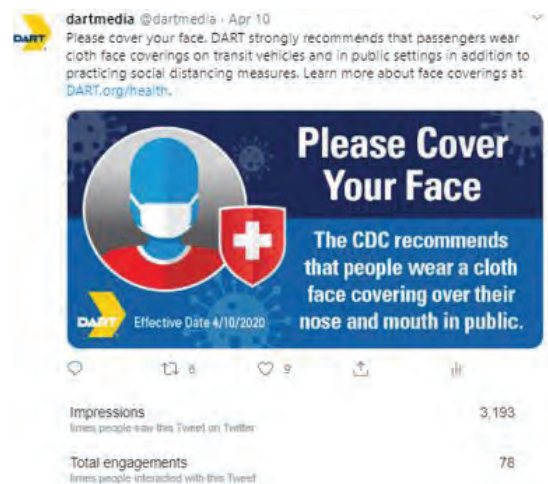 dartmedia @dartmedia · Apr 10
DART
Please cover your face. DART strongly recommends that passengers wear
cloth face coverings on transit vehicles and in public settings in addition to
practicing social distancing measures. Learn more about face coverings at
DART.org/health.
Please Cover
Your Face
The CDC recommends
that people wear a cloth
face covering over their
nose and mouth in public.
DART
Effective Date 4/10/2020
6
9
Impressions
3,193
times people saw this Tweet on Twitter
Total engagements
78
times people interacted with this Tweet